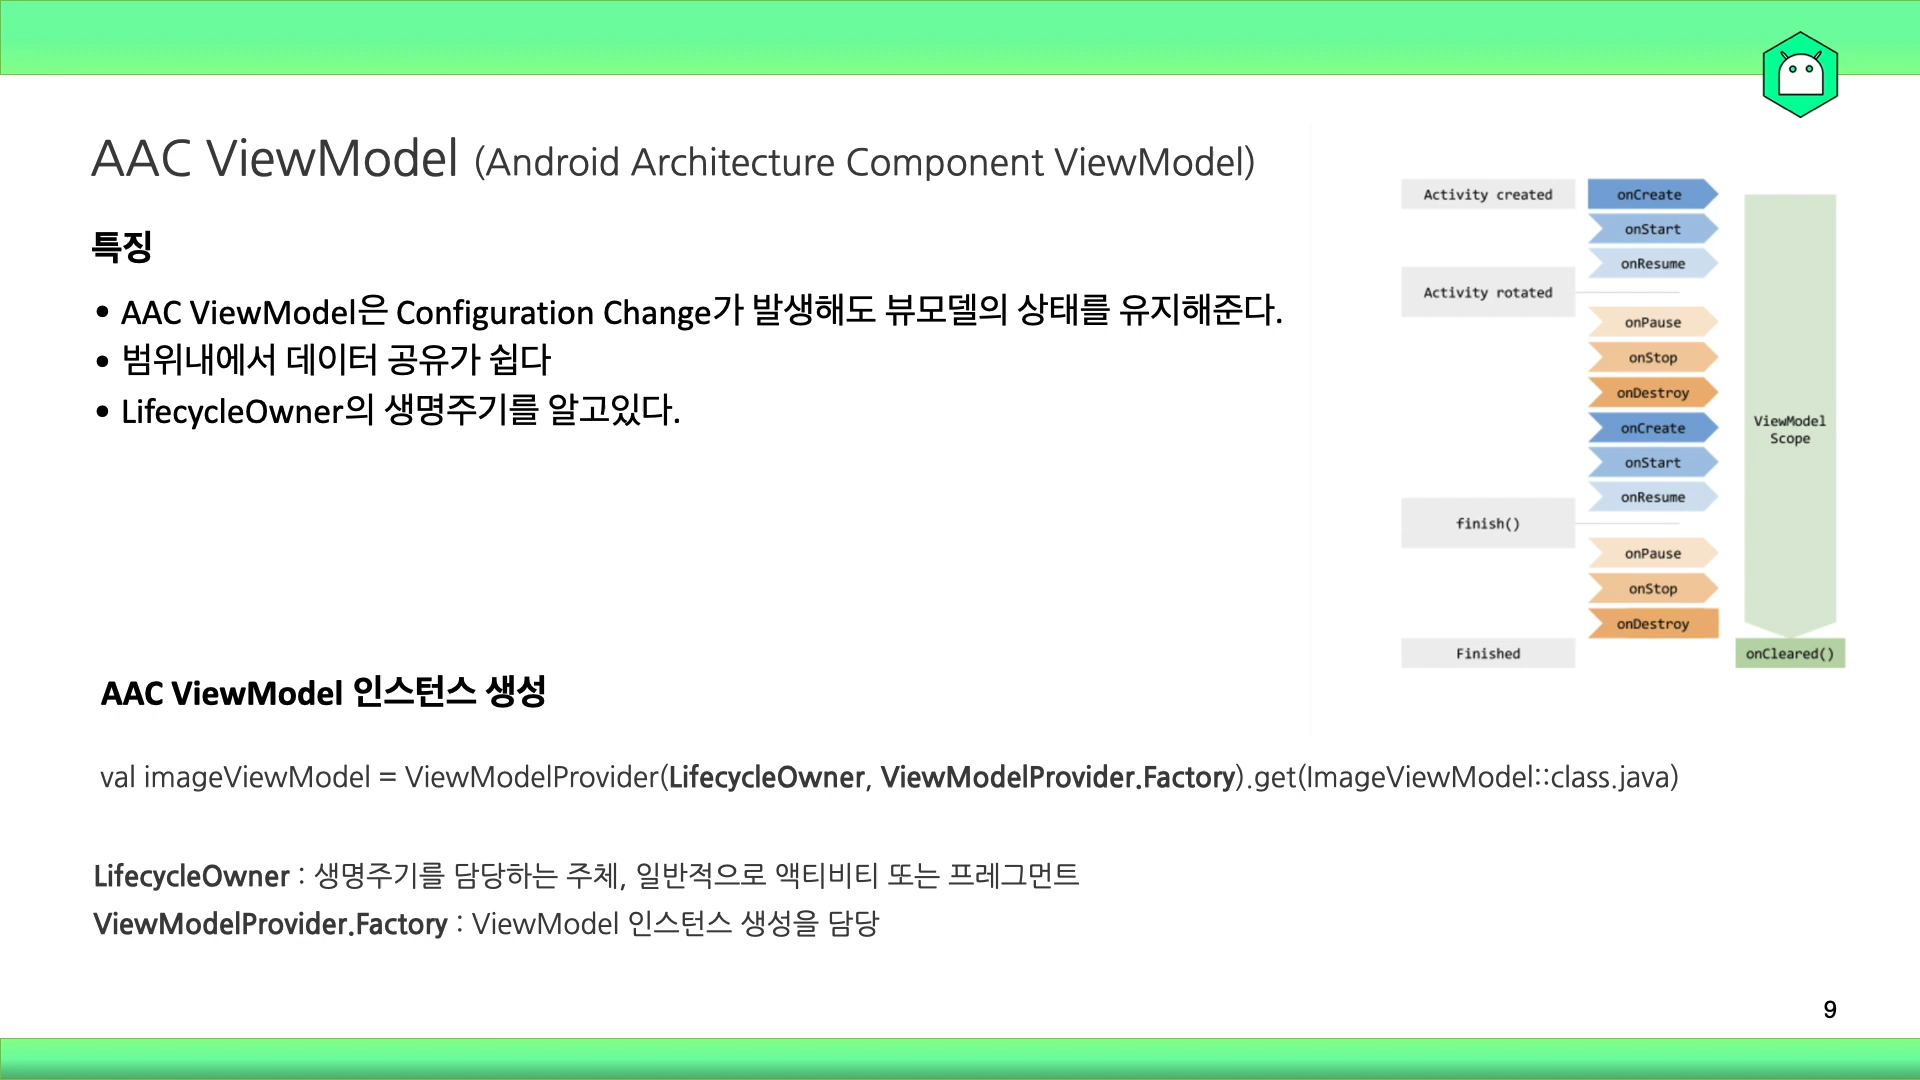 AAC ViewModel (Android Architecture Component ViewModel)
특징
• AAC ViewModel은 Configuration Change가 발생해도 뷰모델의 상태를 유지해준다.
• 범위내에서 데이터 공유가 쉽다
• LifecycleOwner의 생명주기를 알고있다.
Activity created
onCreate
onStart
onResume
Activity rotated
onPause
onStop
onDestroy
onCreate
onStart
onResume
finish()
onPause
onStop
onDestroy
Finished
ViewModel
Scope
onCleared()
AAC ViewModel 인스턴스 생성
val imageViewModel = ViewModelProvider(LifecycleOwner, ViewModelProvider.Factory).get(ImageViewModel::class.java)
LifecycleOwner : 생명주기를 담당하는 주체, 일반적으로 액티비티 또는 프레그먼트
ViewModelProvider.Factory : ViewModel 인스턴스 생성을 담당
9